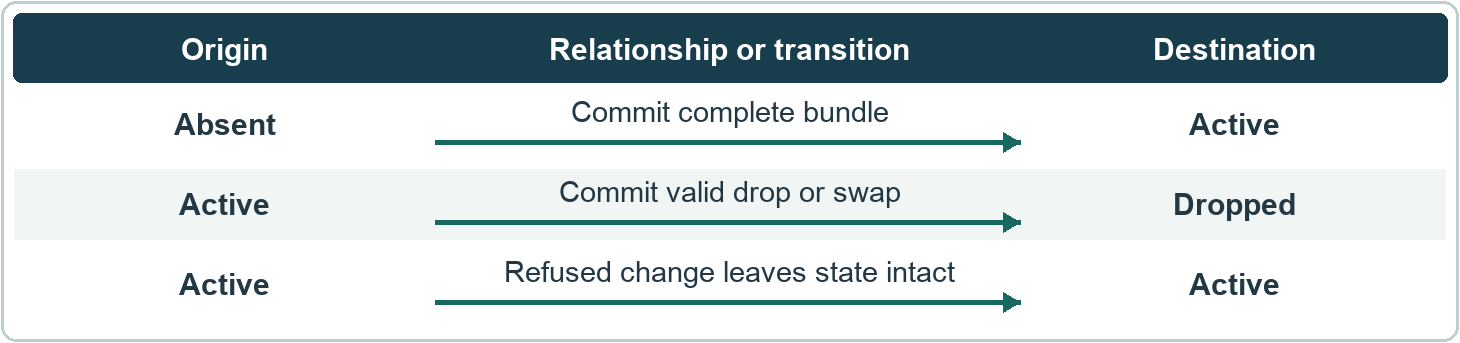 Origin Relationship or transition Destination
Absent Commit complete bundle Active
Active Commit valid drop or swap Dropped
Active Refused change leaves state intact Active